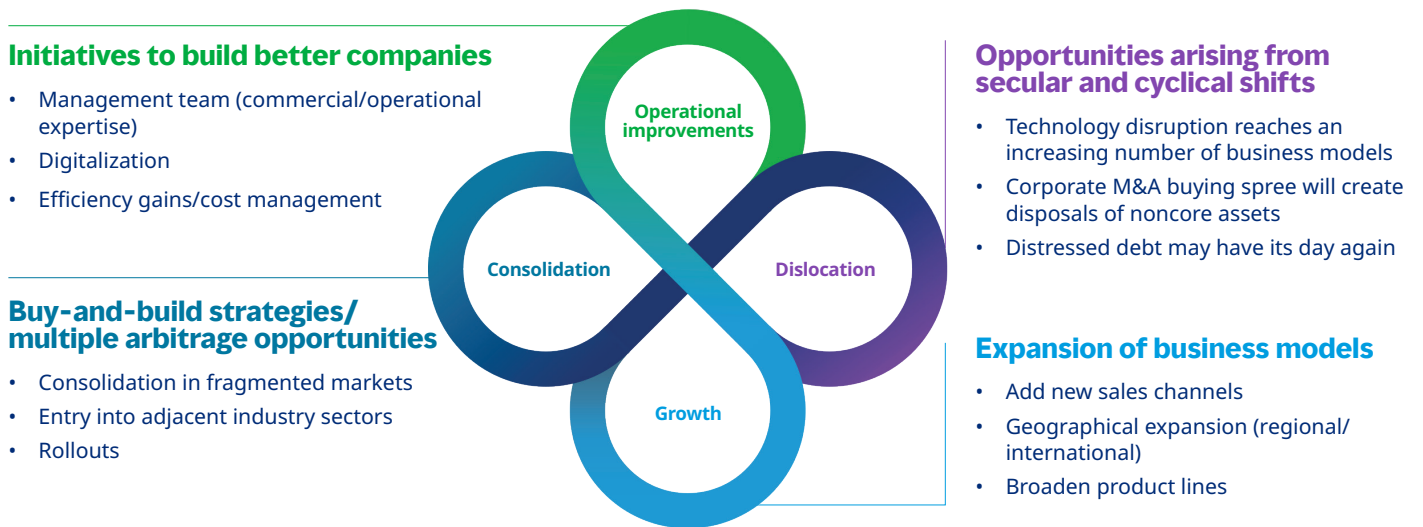 Initiatives to build better companies
• Management team (commercial/operational
expertise)
• Digitalization
• Efficiency gains/cost management
Buy-and-build strategies/
multiple arbitrage opportunities
• Consolidation in fragmented markets
• Entry into adjacent industry sectors
• Rollouts
Operational
improvements
Consolidation
Dislocation
Growth
Opportunities arising from
secular and cyclical shifts
• Technology disruption reaches an
increasing number of business models
• Corporate M&A buying spree will create
disposals of noncore assets
• Distressed debt may have its day again
Expansion of business models
• Add new sales channels
• Geographical expansion (regional/
international)
• Broaden product lines